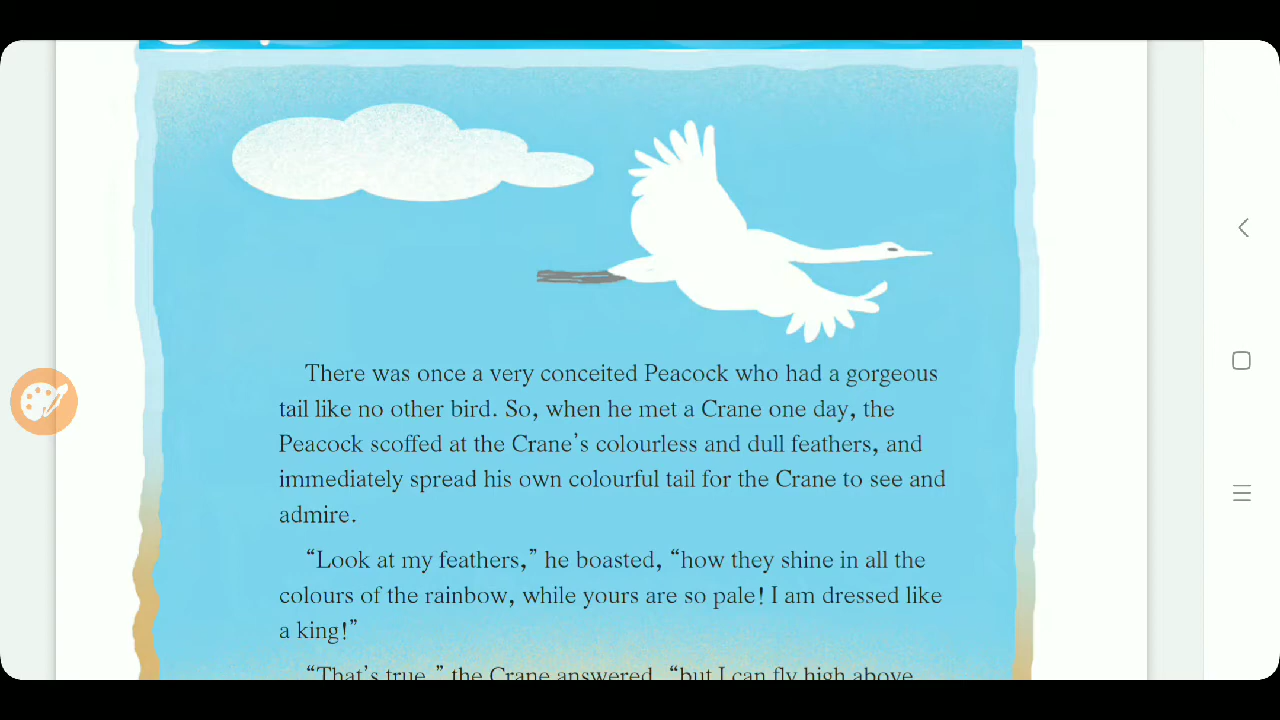 There was once a very conceited Peacock who had a gorgeous
tail like no other bird. So, when he met a Crane one day, the
Peacock scoffed at the Crane's colourless and dull feathers, and
immediately spread his own colourful tail for the Crane to see and
admire.
“Look at my feathers,” he boasted, “how they shine in all the
colours of the rainbow, while yours are so pale! I am dressed like
a king!”
“That's true,” the Crane answered, “but I can fly high above